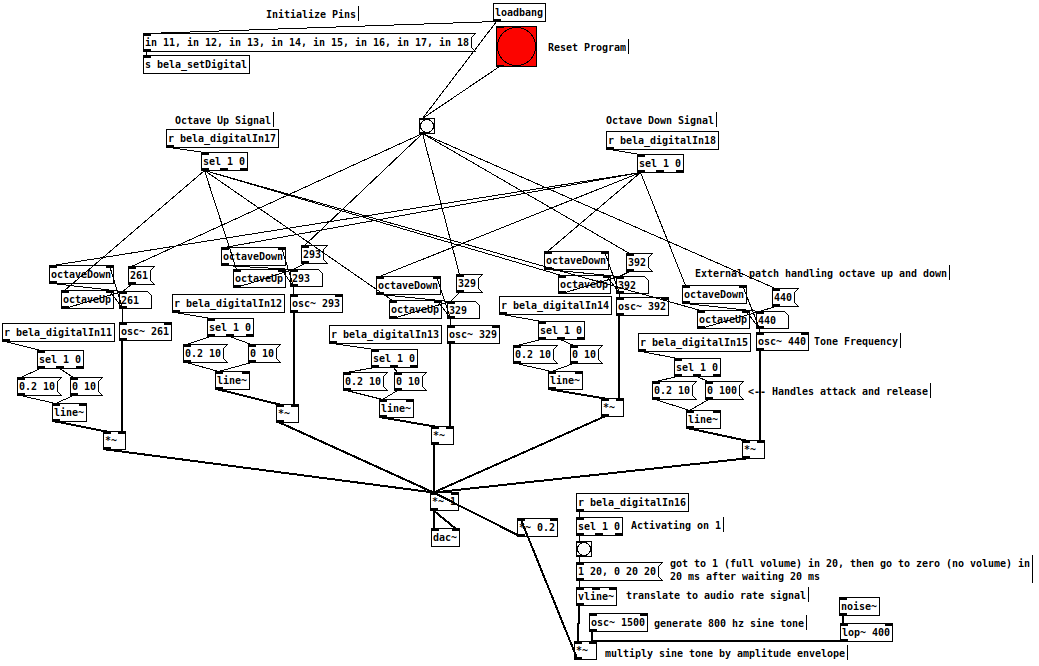 Initialize Pins
loadbang
in 11, in 12, in 13, in 14, in 15, in 16, in 17, in 18
Reset Program
s bela_setDigital
Octave Up Signal
Octave Down Signal
r bela_digitalIn17
r bela_digitalIn18
sel 1 0
sel 1 0
octaveDown
261
octaveUp
261
r bela_digitalIn11
osc~ 261
sel 1 0
0.2 10
0 10
line~
*~
octaveDown
293
octaveUp
293
r bela_digitalIn12
osc~ 293
sel 1 0
0.2 10
0 10
line~
*~
octaveDown
329
octaveUp
329
r bela_digitalIn13
osc~ 329
sel 1 0
0.2 10
0 10
line~
*~
octaveDown
392
octaveUp
392
r bela_digitalIn14
osc~ 392
sel 1 0
0.2 10
0 10
line~
*~
External patch handling octave up and down
octaveDown
440
octaveUp
440
r bela_digitalIn15
osc~ 440
Tone Frequency
sel 1 0
0.2 10
0 100
<-- Handles attack and release
line~
*~
*~ 1
dac~
*~ 0.2
r bela_digitalIn16
sel 1 0
Activating on 1
1 20, 0 20 20
got to 1 (full volume) in 20, then go to zero (no volume) in
20 ms after waiting 20 ms
vline~
translate to audio rate signal
noise~
osc~ 1500
generate 800 hz sine tone
lop~ 400
*~
multiply sine tone by amplitude envelope